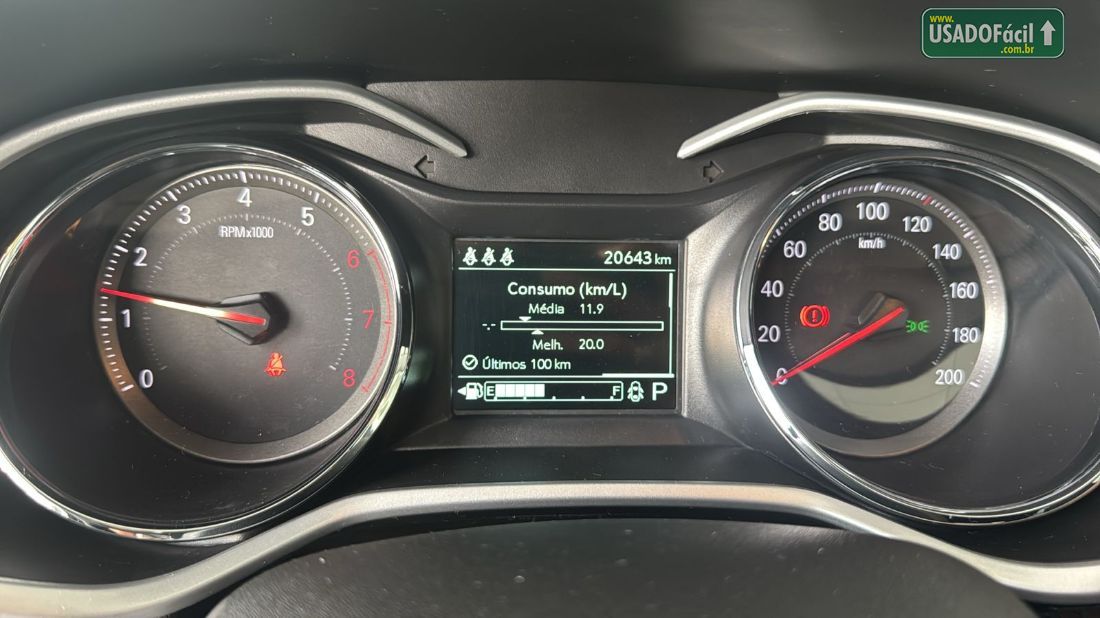 www.
USADOFácil
.com.br
0 1 2 3 4 5 6 7 8
RPMx1000
20643 km
Consumo (km/L)
Média 11.9
-.-
Melh. 20.0
Últimos 100 km
E F P
0 20 40 60 80 100 120 140 160 180 200
km/h